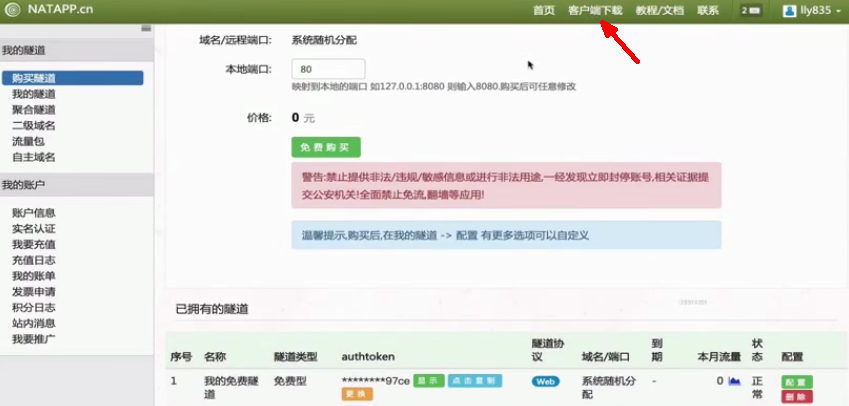 NATAPP.cn
首页 客户端下载 教程/文档 联系 2 lly835
我的隧道
购买隧道
我的隧道
聚合隧道
二级域名
流量包
自主域名
我的账户
账户信息
实名认证
我要充值
充值日志
我的账单
发票申请
积分日志
站内消息
我要推广
域名/远程端口: 系统随机分配
本地端口: 80
映射到本地的端口 如127.0.0.1:8080 则输入8080.购买后可任意修改
价格: 0 元
免费购买
警告:禁止提供非法/违规/敏感信息或进行非法用途,一经发现立即封停账号,相关证据提
交公安机关!全面禁止免流,翻墙等应用!
温馨提示,购买后,在我的隧道 -> 配置 有更多选项可以自定义
已拥有的隧道
序号 名称 隧道类型 authtoken 隧道协议 域名/端口 到期 本月流量 状态 配置
1 我的免费隧道 免费型 ********97ce 显示 点击复制 更换 Web 系统随机分配 - 0 正常 配置 删除